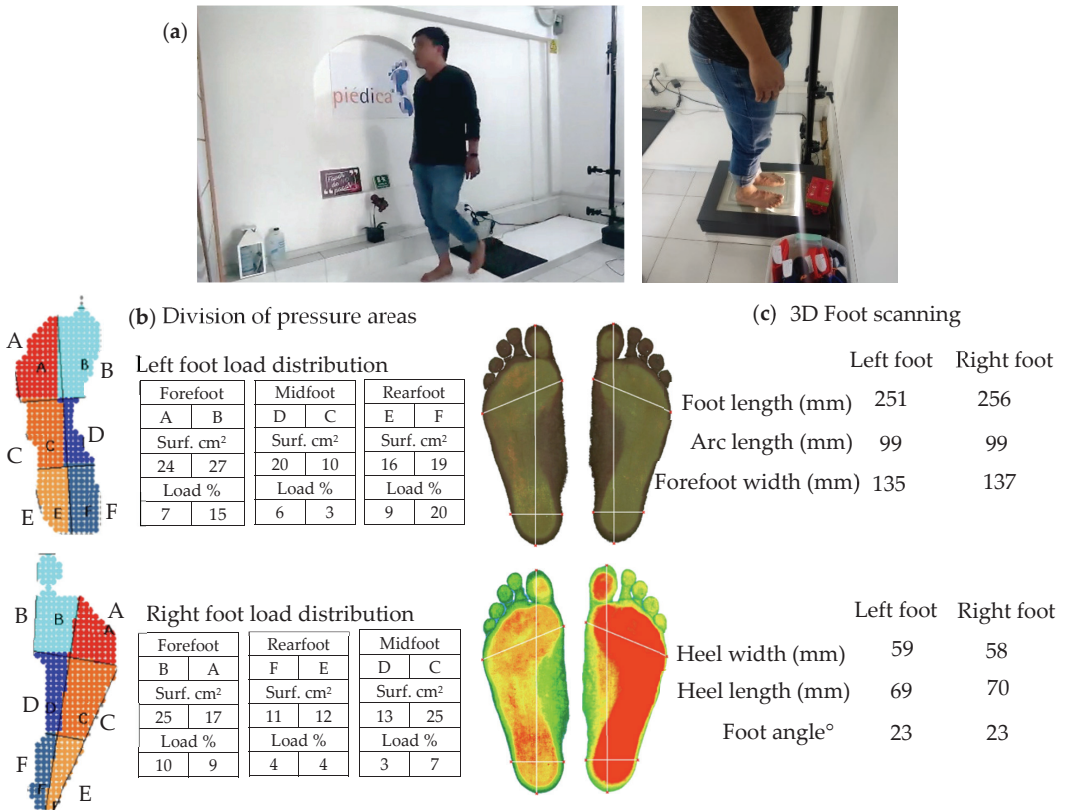 (a)
piédica
(b) Division of pressure areas
A
B
C
D
E
F
A
B
C
E
F
Left foot load distribution
Forefoot
A B
Surf. cm²
24 27
Load %
7 15
Midfoot
D C
Surf. cm²
20 10
Load %
6 3
Rearfoot
E F
Surf. cm²
16 19
Load %
9 20
(c) 3D Foot scanning
Left foot Right foot
Foot length (mm) 251 256
Arc length (mm) 99 99
Forefoot width (mm) 135 137
B
A
D
C
F
E
B
A
D
C
F
Right foot load distribution
Forefoot
B A
Surf. cm²
25 17
Load %
10 9
Rearfoot
F E
Surf. cm²
11 12
Load %
4 4
Midfoot
D C
Surf. cm²
13 25
Load %
3 7
Left foot Right foot
Heel width (mm) 59 58
Heel length (mm) 69 70
Foot angle° 23 23